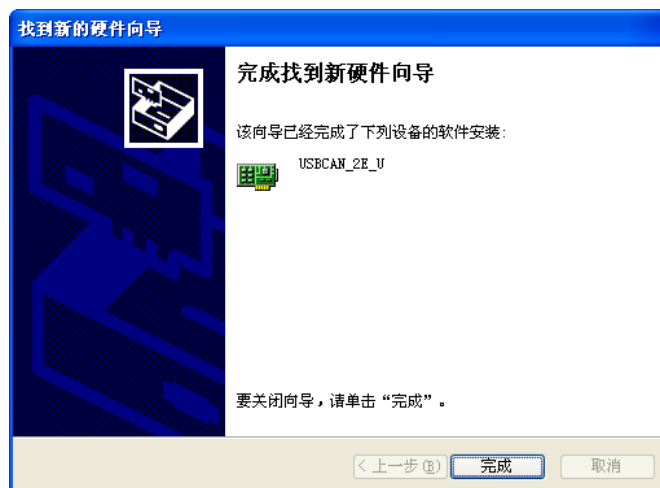 找到新的硬件向导
完成找到新硬件向导
该向导已经完成了下列设备的软件安装:
USBCAN_2E_U
要关闭向导，请单击“完成”。
< 上一步(B)
完成
取消